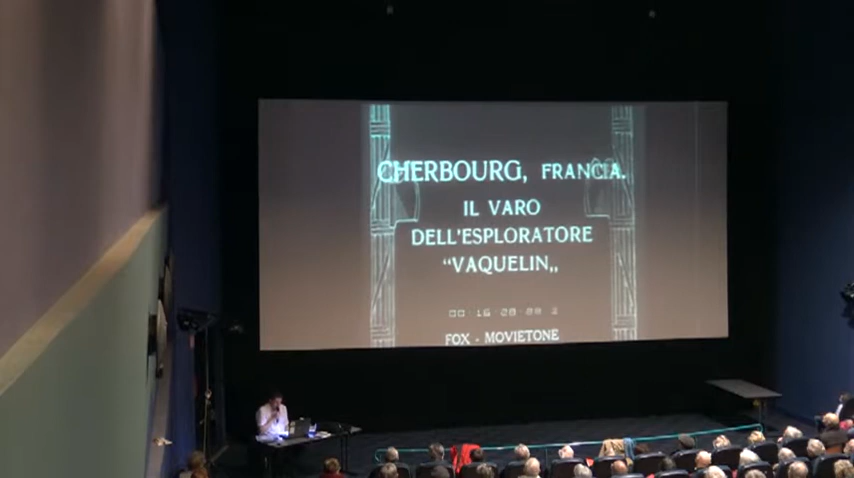 CHERBOURG, FRANCIA.
IL VARO
DELL'ESPLORATORE
“VAQUELIN„
FOX - MOVIETONE